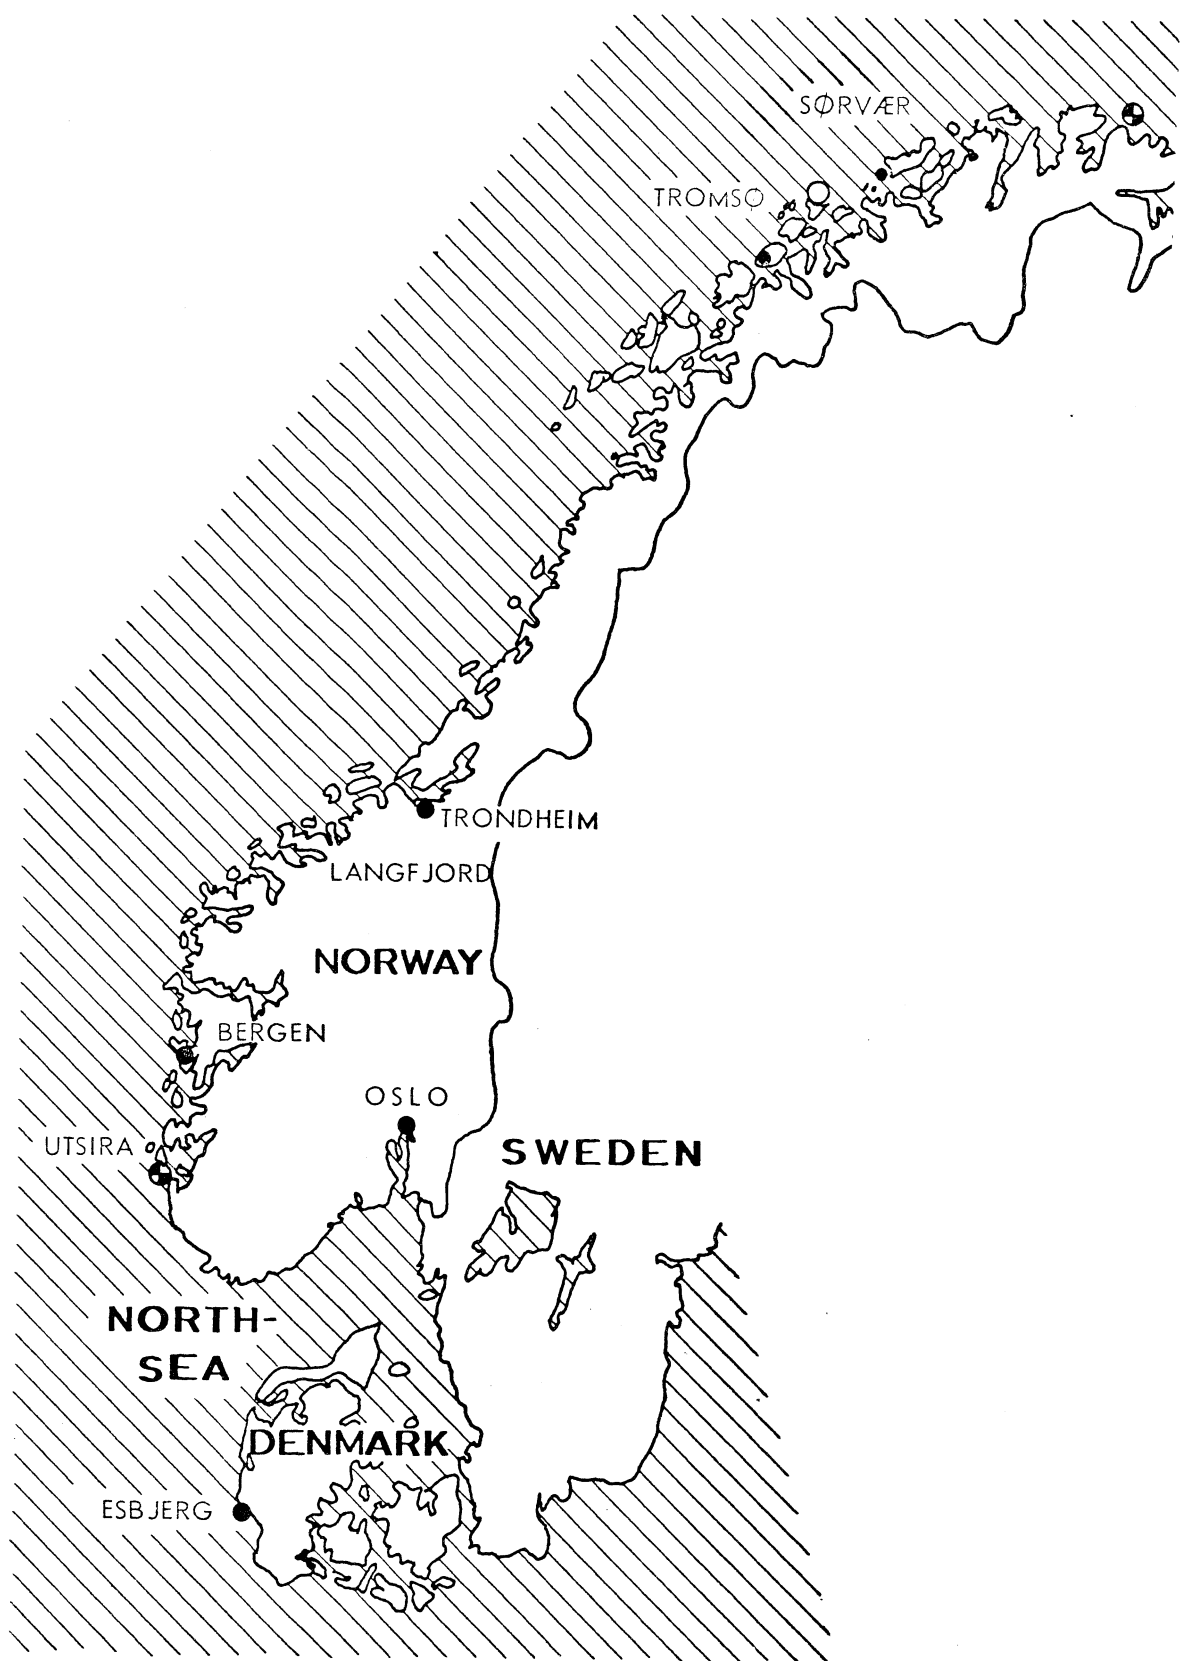 SØRVÆR
TROMSØ
TRONDHEIM
LANGFJORD
NORWAY
BERGEN
OSLO
UTSIRA
SWEDEN
NORTH-
SEA
DENMARK
ESBJERG